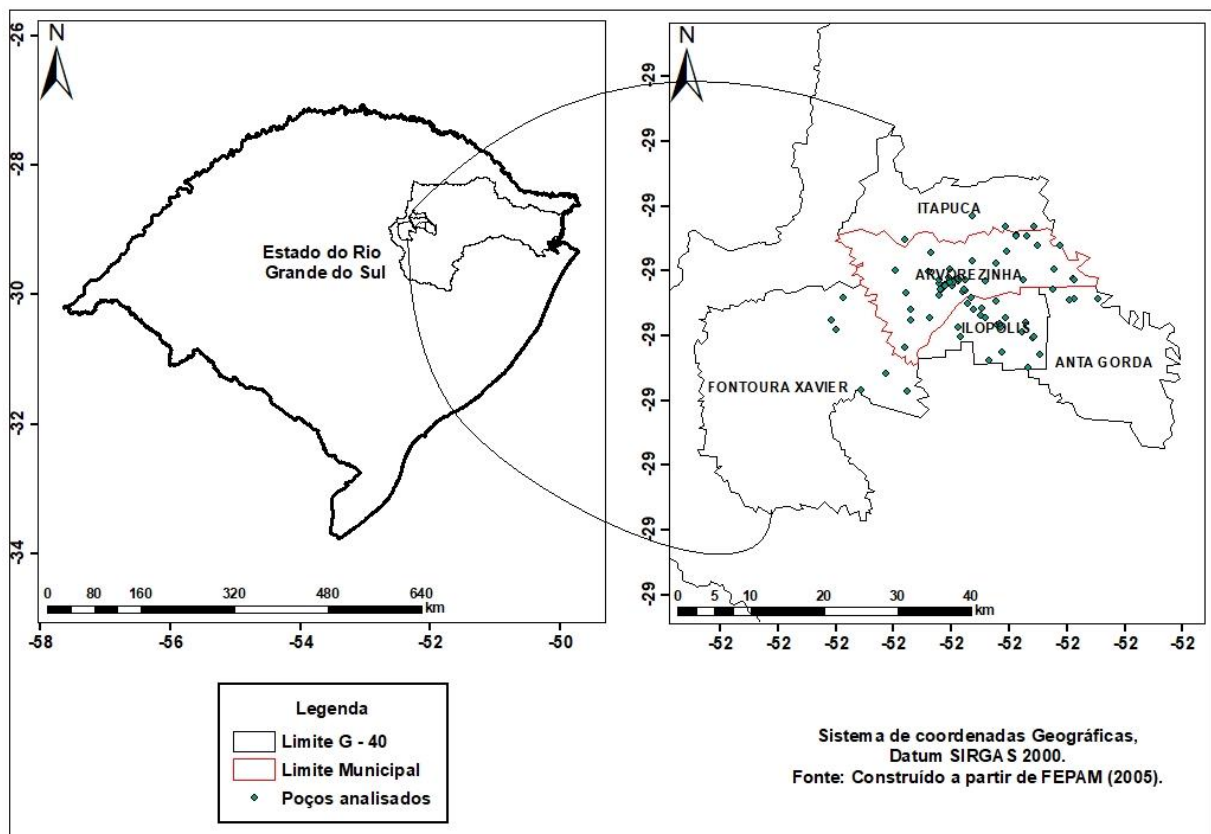 N
-26
-28
-30
-32
-34
Estado do Rio
Grande do Sul
0 80 160 320 480 640
km
-58 -56 -54 -52 -50
N
-29
-29
-29
-29
-29
-29
-29
-29
-29
ITAPUCA
ARVOREZINHA
ILOPOLIS
ANTA GORDA
FONTOURA XAVIER
0 5 10 20 30 40
km
-52 -52 -52 -52 -52 -52 -52 -52 -52
Legenda
Limite G - 40
Limite Municipal
Poços analisados
Sistema de coordenadas Geográficas,
Datum SIRGAS 2000.
Fonte: Construído a partir de FEPAM (2005).